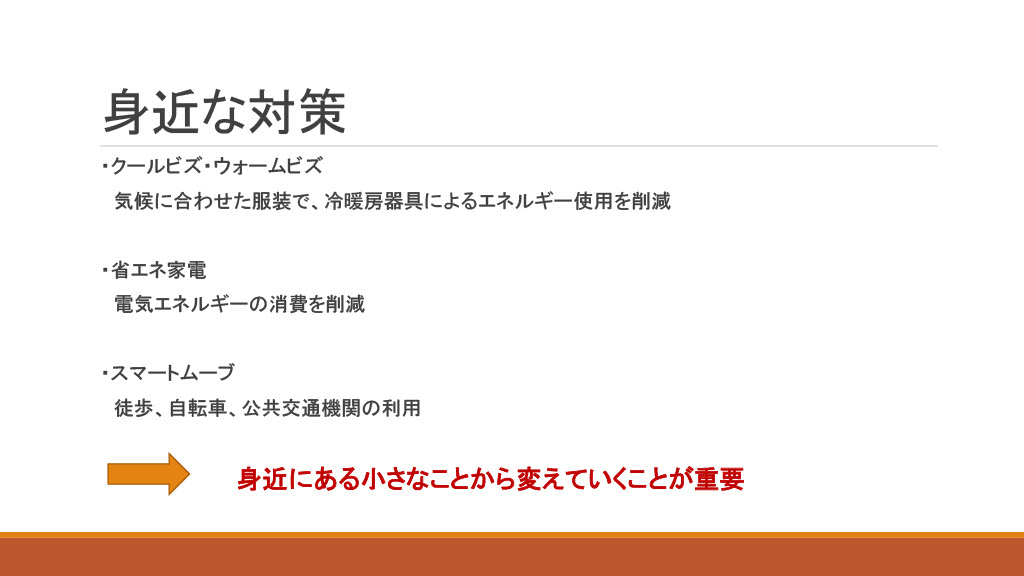 身近な対策
・クールビズ・ウォームビズ
気候に合わせた服装で、冷暖房器具によるエネルギー使用を削減
・省エネ家電
電気エネルギーの消費を削減
・スマートムーブ
徒歩、自転車、公共交通機関の利用
身近にある小さなことから変えていくことが重要